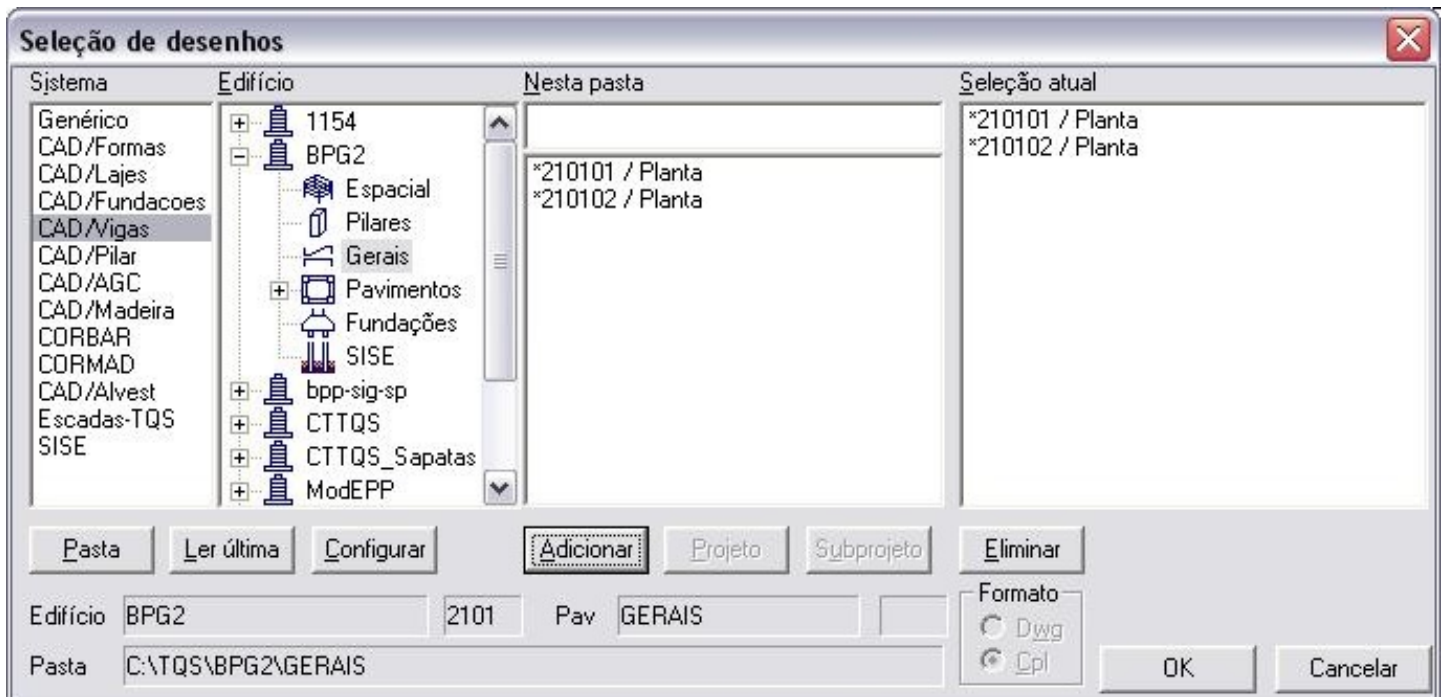 Seleção de desenhos
Sistema
Edifício
Nesta pasta
Seleção atual
Genérico
CAD/Formas
CAD/Lajes
CAD/Fundacoes
CAD/Vigas
CAD/Pilar
CAD/AGC
CAD/Madeira
CORBAR
CORMAD
CAD/Alvest
Escadas-TQS
SISE
1154
BPG2
Espacial
Pilares
Gerais
Pavimentos
Fundações
SISE
bpp-sig-sp
CTTQS
CTTQS_Sapatas
ModEPP
*210101 / Planta
*210102 / Planta
*210101 / Planta
*210102 / Planta
Pasta
Ler última
Configurar
Adicionar
Projeto
Subprojeto
Eliminar
Edifício BPG2 2101 Pav GERAIS
Formato
Dwg
Cpl
Pasta C:\TQS\BPG2\GERAIS
OK
Cancelar